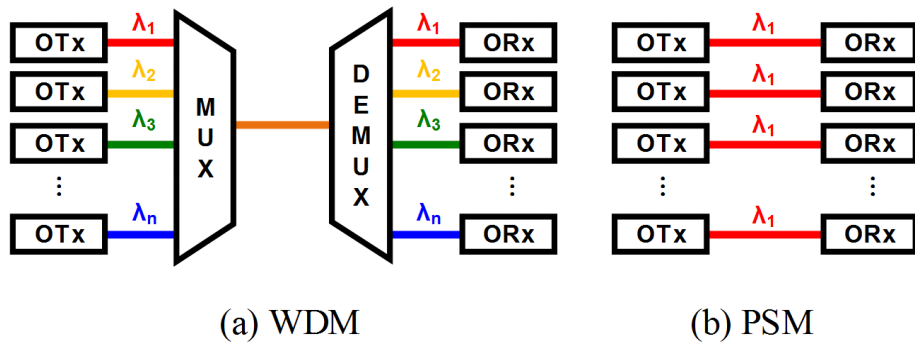 OTx λ1 λ1 ORx OTx λ1 ORx
OTx λ2 λ2 ORx OTx λ1 ORx
OTx λ3 λ3 ORx OTx λ1 ORx
... ... ... ...
OTx λn λn ORx OTx λ1 ORx
MUX
DEMUX
(a) WDM (b) PSM